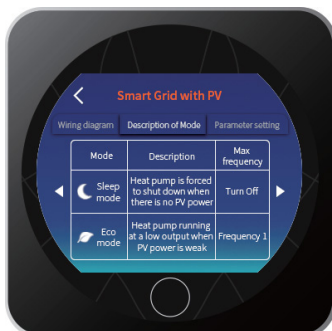 Smart Grid with PV
Wiring diagram Description of Mode Parameter setting
Mode Description Max frequency
Sleep mode Heat pump is forced to shut down when there is no PV power Turn Off
Eco mode Heat pump running at a low output when PV power is weak Frequency 1